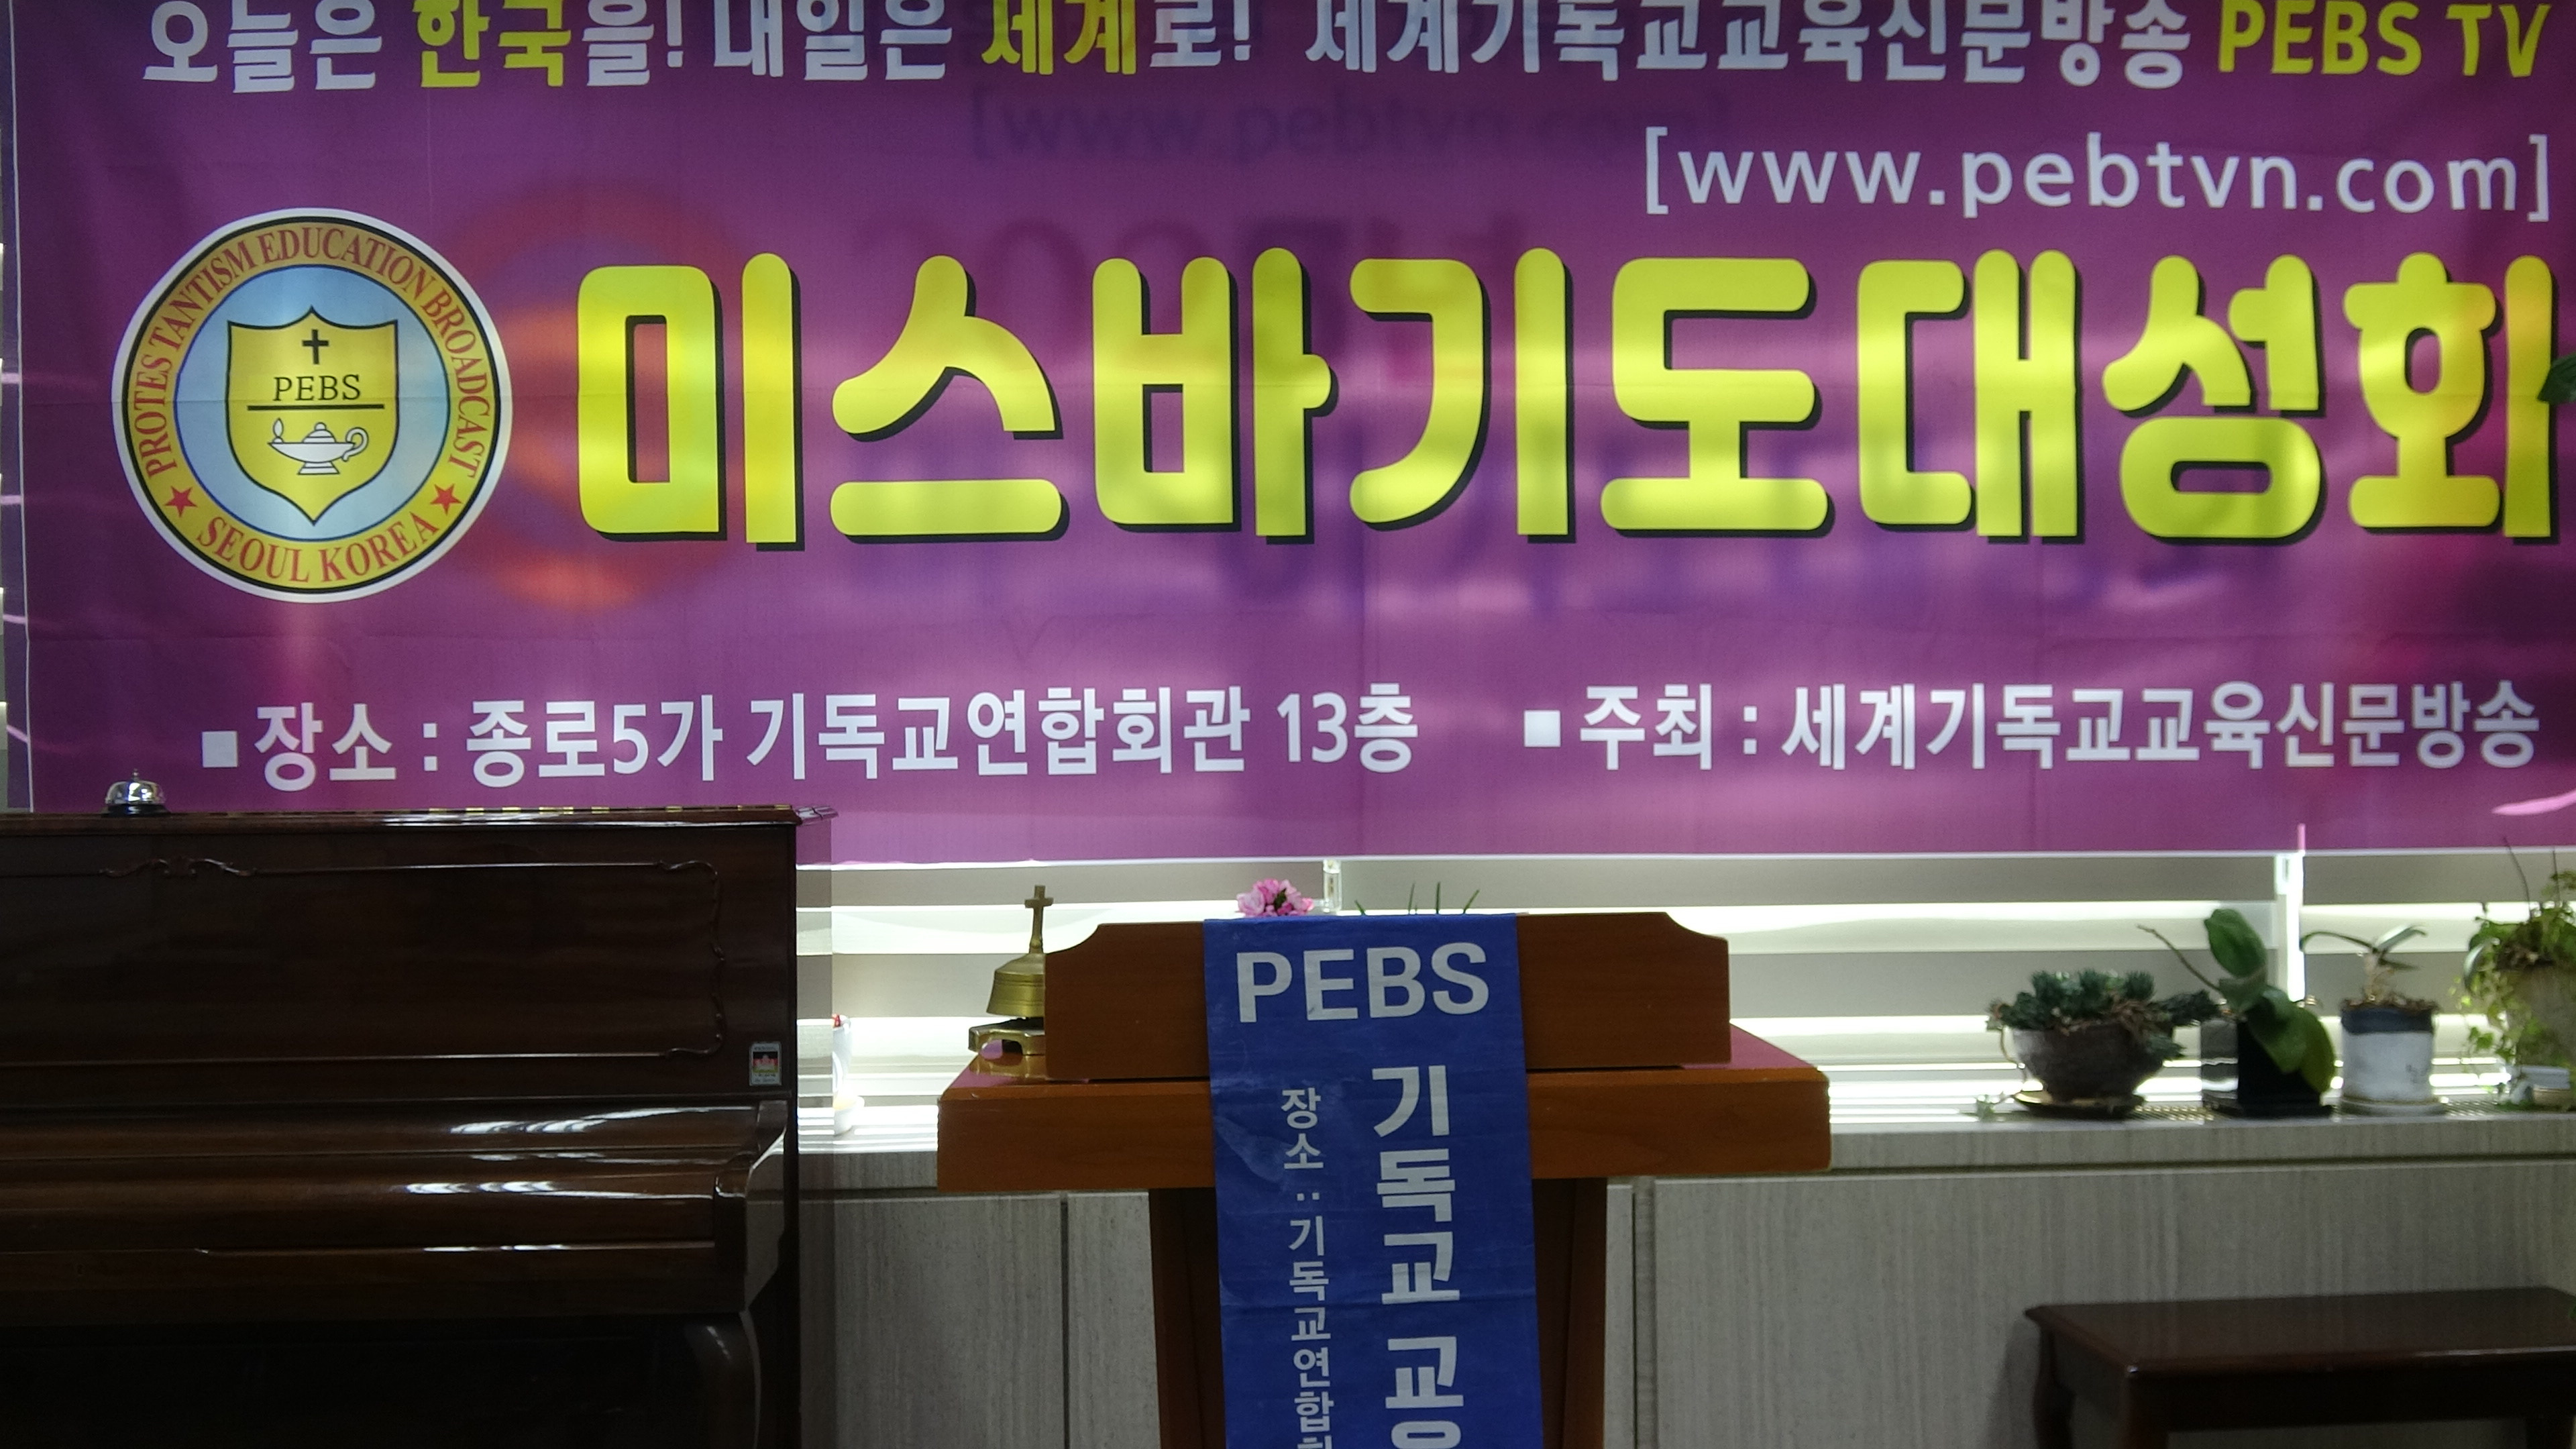 오늘은 한국을! 내일은 세계로! 세계기독교교육신문방송 PEBS TV
[www.pebtvn.com]
PROTESTANTISM EDUCATION BROADCAST
PEBS
★ SEOUL KOREA ★
미스바기도대성회
■ 장소 : 종로5가 기독교연합회관 13층 ■ 주최 : 세계기독교교육신문방송
PEBS
기독교
장소 : 기독교연합